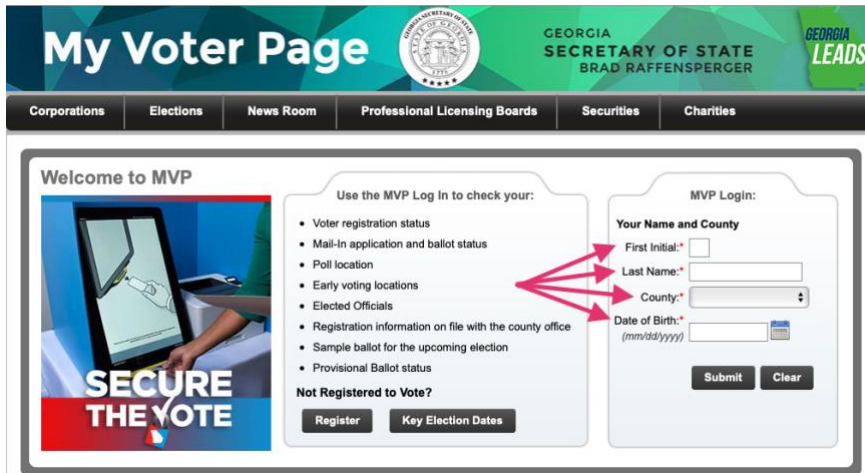 My Voter Page
GEORGIA
SECRETARY OF STATE
BRAD RAFFENSPERGER
GEORGIA
LEADS
Corporations
Elections
News Room
Professional Licensing Boards
Securities
Charities
Welcome to MVP
SECURE
THE VOTE
Use the MVP Log In to check your:
• Voter registration status
• Mail-In application and ballot status
• Poll location
• Early voting locations
• Elected Officials
• Registration information on file with the county office
• Sample ballot for the upcoming election
• Provisional Ballot status
Not Registered to Vote?
Register
Key Election Dates
MVP Login:
Your Name and County
First Initial:*
Last Name:*
County:*
Date of Birth:*
(mm/dd/yyyy)
Submit
Clear